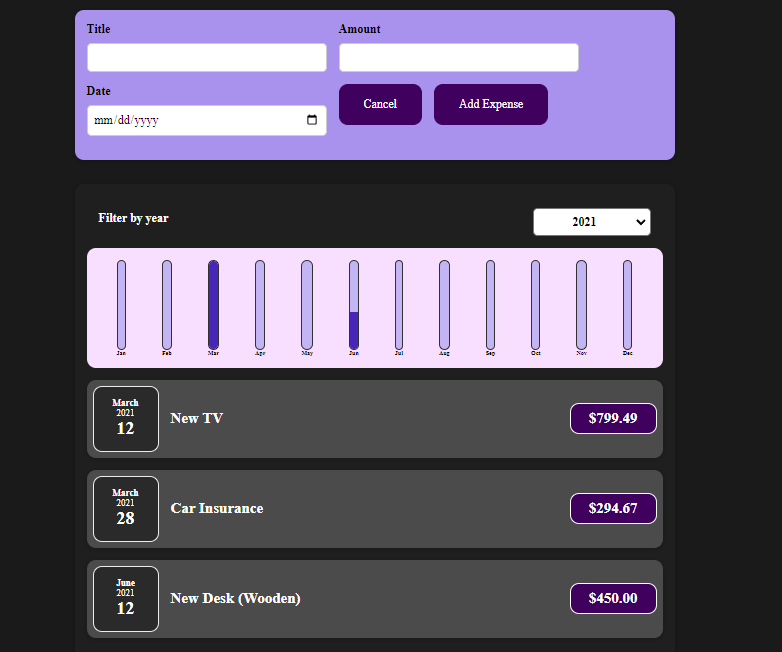 Title Amount
Date
mm/dd/yyyy
Cancel Add Expense
Filter by year 2021
Jan Feb Mar Apr May Jun Jul Aug Sep Oct Nov Dec
March
2021
12
New TV $799.49
March
2021
28
Car Insurance $294.67
June
2021
12
New Desk (Wooden) $450.00